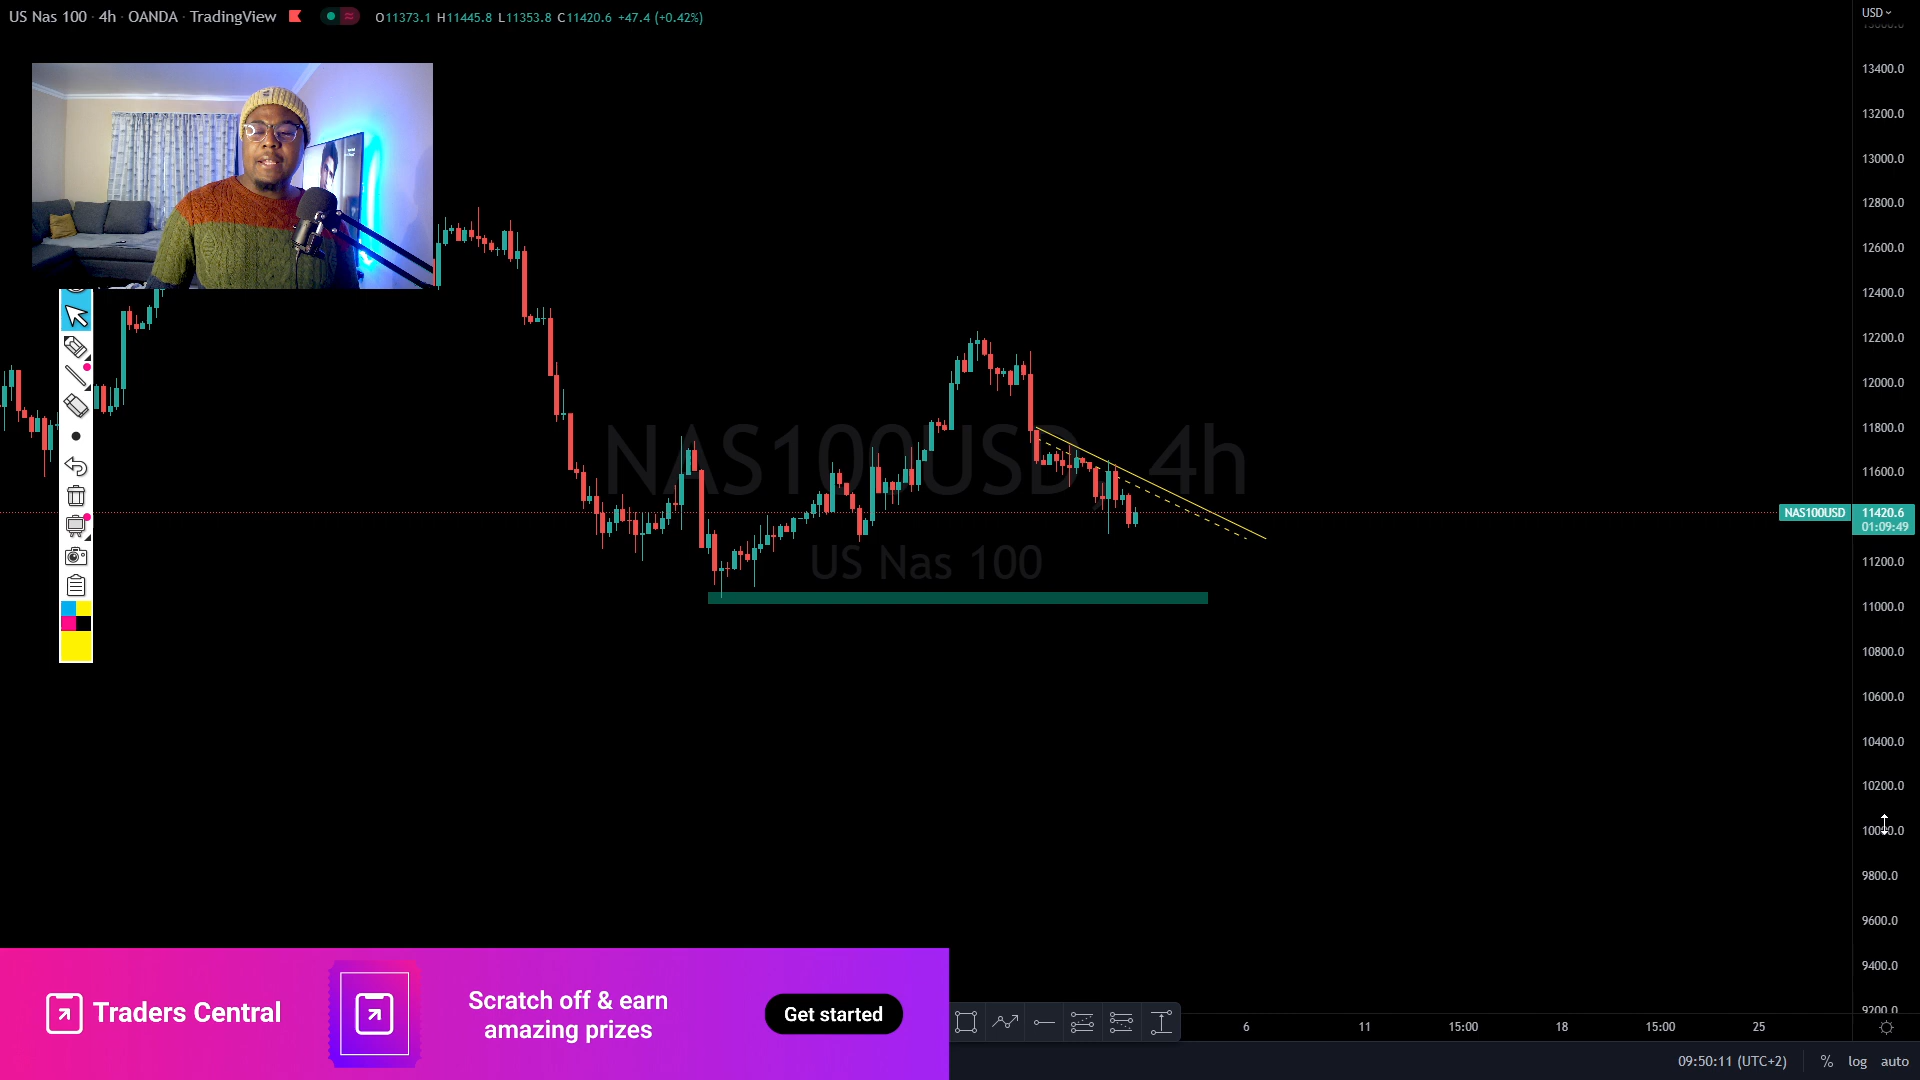 US Nas 100 · 4h · OANDA · TradingView
O11373.1 H11445.8 L11353.8 C11420.6 +47.4 (+0.42%)
USD
13400.0
13200.0
13000.0
12800.0
12600.0
12400.0
12200.0
12000.0
11800.0
11600.0
NAS100USD, 4h
US Nas 100
NAS100USD 11420.6
01:09:49
11200.0
11000.0
10800.0
10600.0
10400.0
10200.0
9800.0
9600.0
9400.0
9200.0
Traders Central
Scratch off & earn
amazing prizes
Get started
6 11 15:00 18 15:00 25
09:50:11 (UTC+2) % log auto